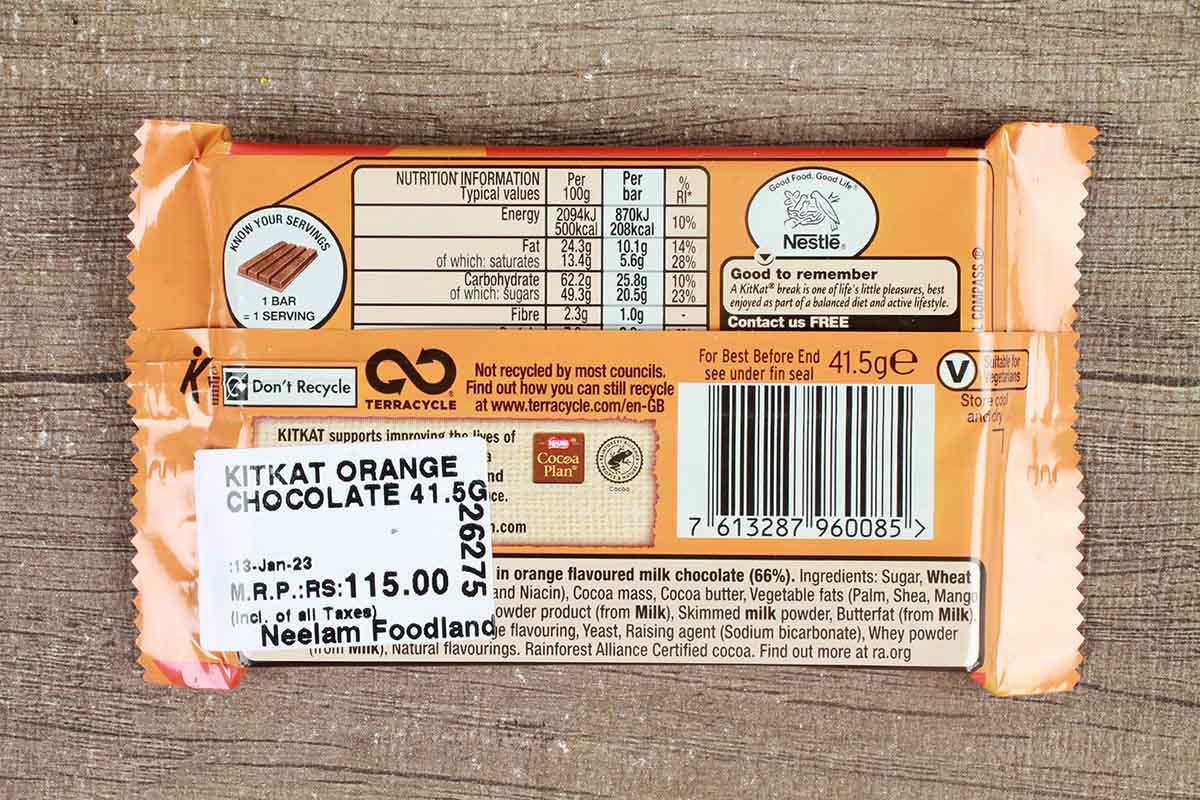 KNOW YOUR SERVINGS
1 BAR
= 1 SERVING
NUTRITION INFORMATION Per Per %
Typical values 100g bar RI*
Energy 2094kJ 870kJ 10%
500kcal 208kcal
Fat 24.3g 10.1g 14%
of which: saturates 13.4g 5.6g 28%
Carbohydrate 62.2g 25.8g 10%
of which: sugars 49.3g 20.5g 23%
Fibre 2.3g 1.0g -
Good Food, Good Life®
Nestlé®
Good to remember
A KitKat® break is one of life's little pleasures, best
enjoyed as part of a balanced diet and active lifestyle.
Contact us FREE
COMPASS®
Don't Recycle
TERRACYCLE®
Not recycled by most councils.
Find out how you can still recycle
at www.terracycle.com/en-GB
For Best Before End
see under fin seal
41.5g e
V
Suitable for
Vegetarians
Store cool
and dry
KITKAT supports improving the lives of
Nestlé
Cocoa
Plan®
Cocoa
.com
7 613287 960085 >
KITKAT ORANGE
CHOCOLATE 41.5G
526275
:13-Jan-23
M.R.P.:RS:115.00
(Incl. of all Taxes)
Neelam Foodland
in orange flavoured milk chocolate (66%). Ingredients: Sugar, Wheat
and Niacin), Cocoa mass, Cocoa butter, Vegetable fats (Palm, Shea, Mango
owder product (from Milk), Skimmed milk powder, Butterfat (from Milk),
ge flavouring, Yeast, Raising agent (Sodium bicarbonate), Whey powder
(from Milk), Natural flavourings. Rainforest Alliance Certified cocoa. Find out more at ra.org